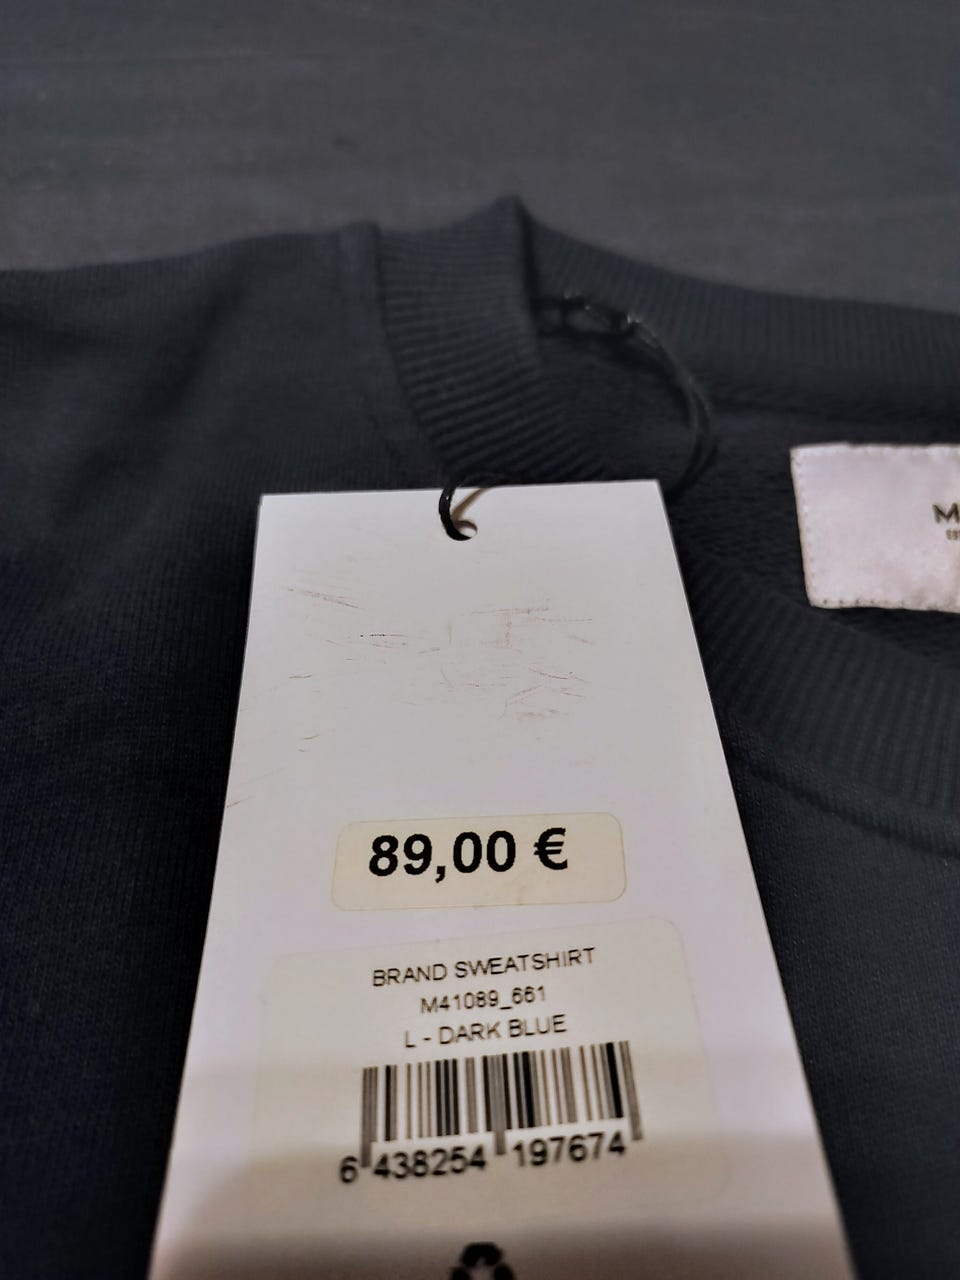 M
89,00 €
BRAND SWEATSHIRT
M41089_661
L - DARK BLUE
6 438254 197674